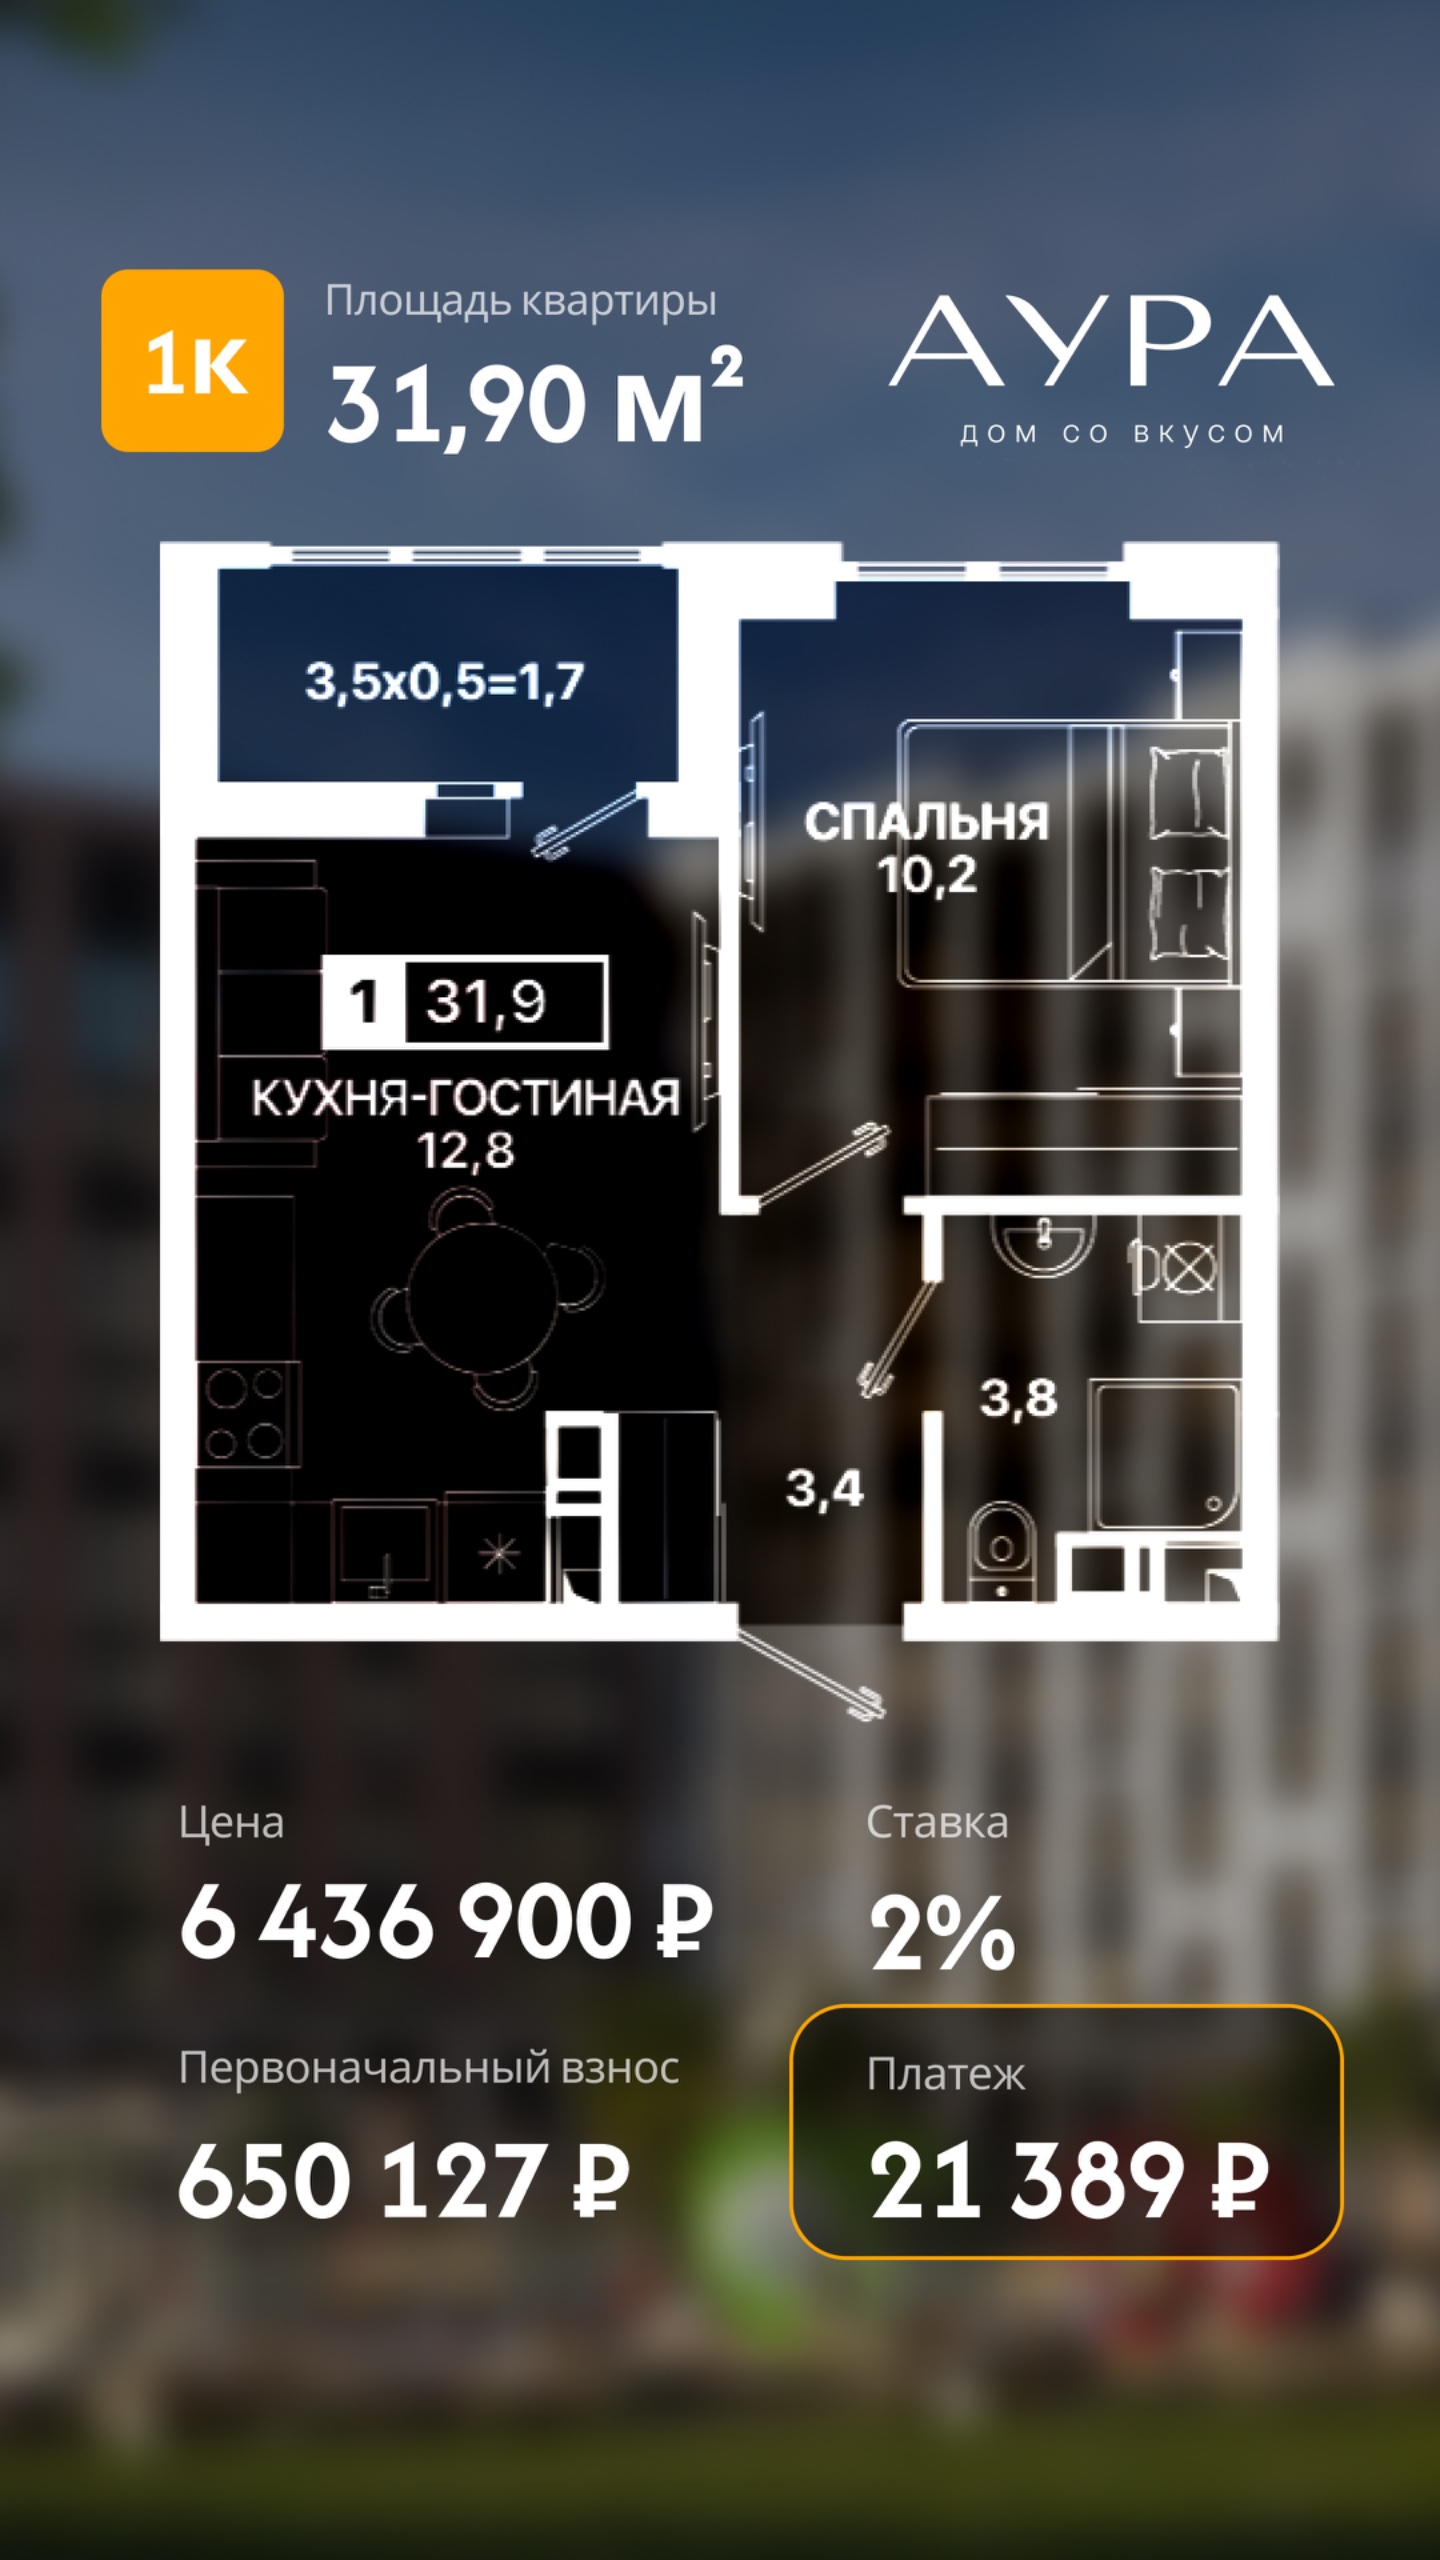 1к
Площадь квартиры
31,90 м²
АУРА
дом со вкусом
3,5х0,5=1,7
СПАЛЬНЯ
10,2
1 31,9
КУХНЯ-ГОСТИНАЯ
12,8
3,8
3,4
Цена
6 436 900 ₽
Ставка
2%
Первоначальный взнос
650 127 ₽
Платеж
21 389 ₽